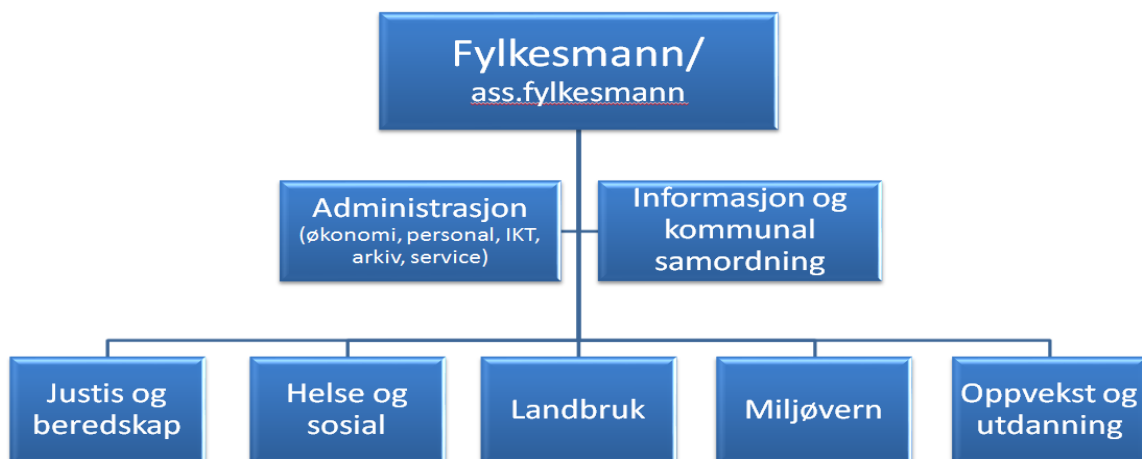 Fylkesmann/
ass.fylkesmann
Administrasjon
(økonomi, personal, IKT,
arkiv, service)
Informasjon og
kommunal
samordning
Justis og
beredskap
Helse og
sosial
Landbruk
Miljøvern
Oppvekst og
utdanning